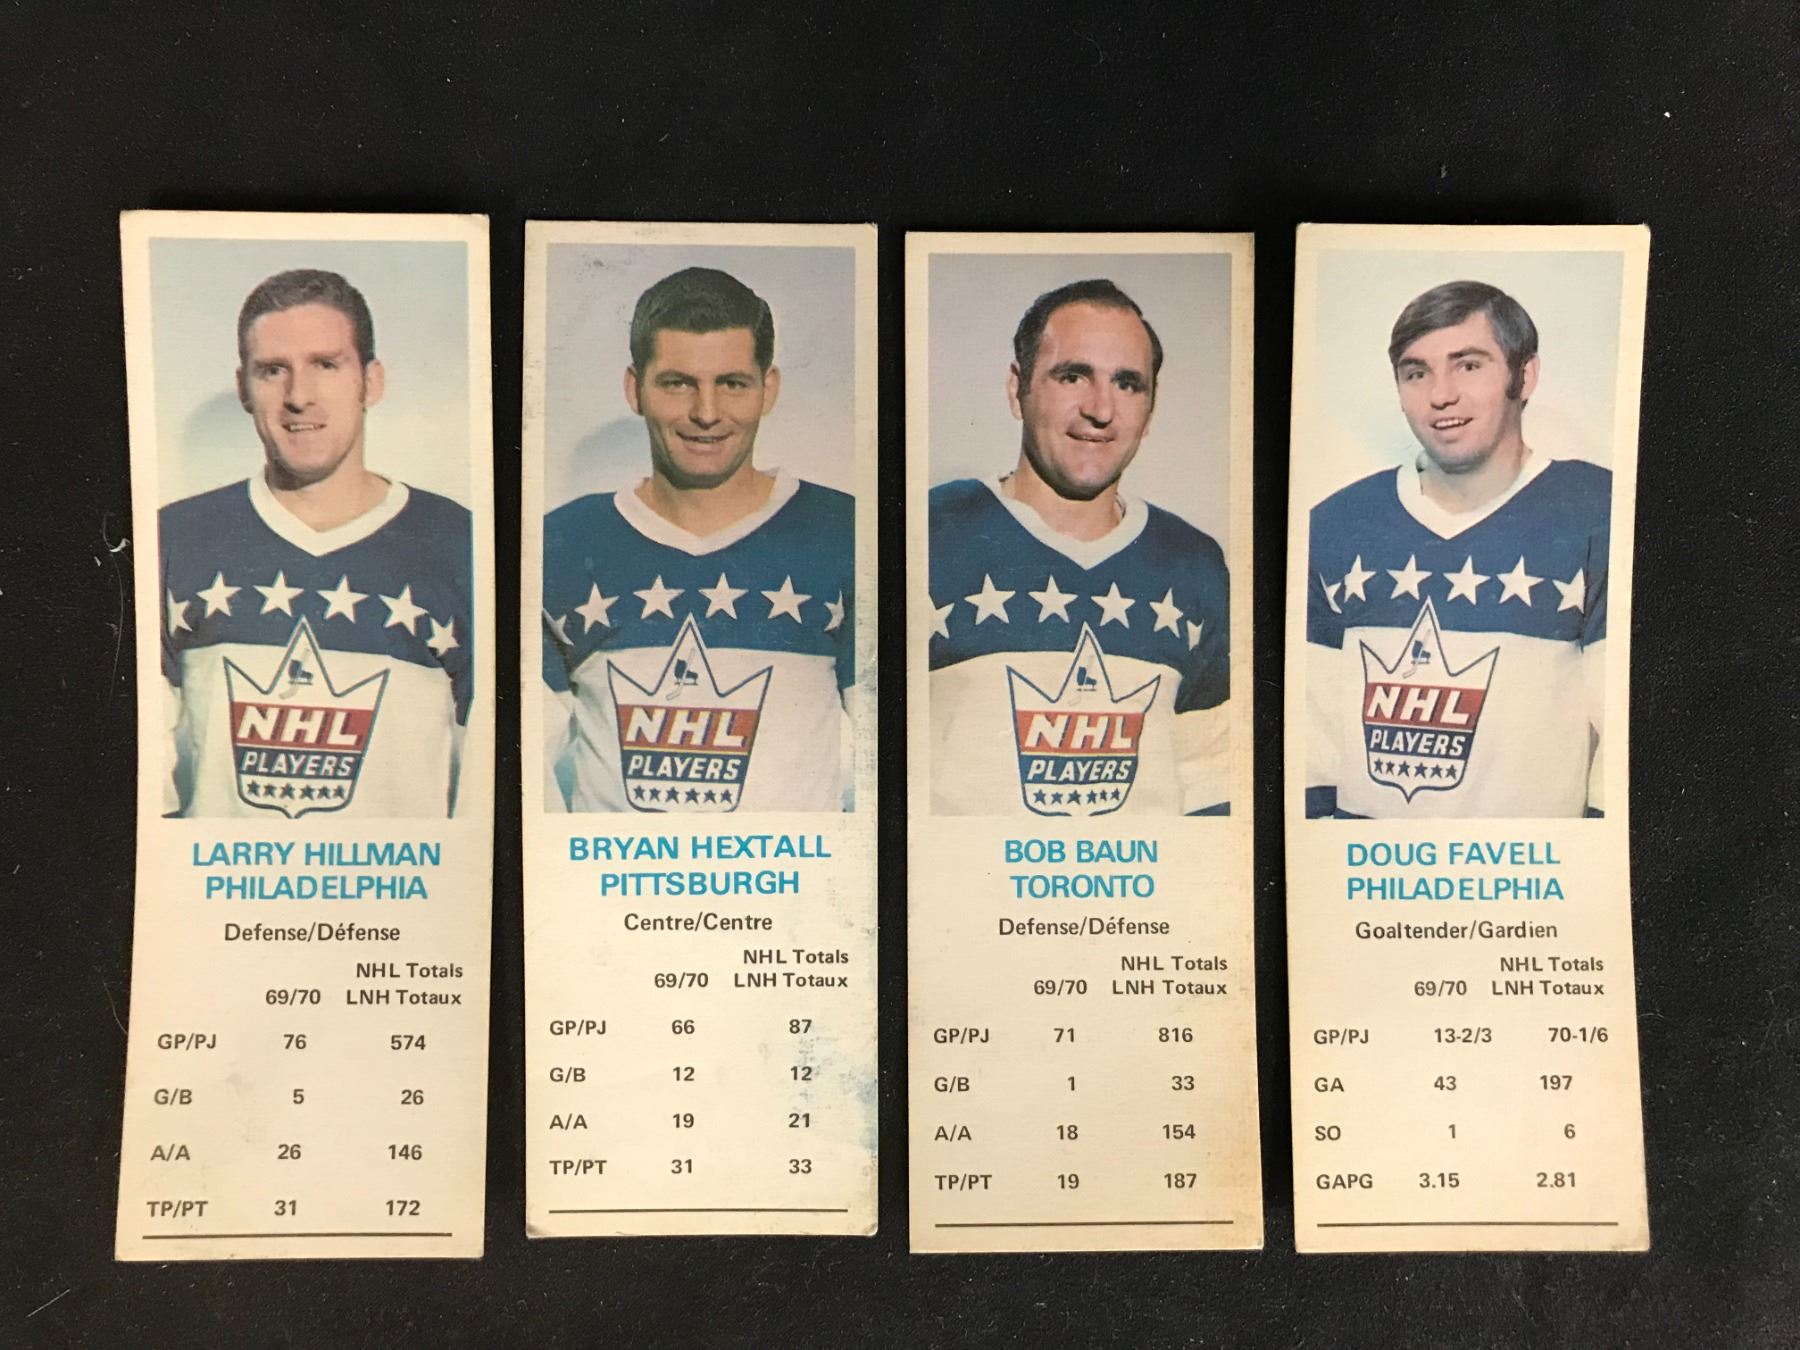 NHL
PLAYERS
LARRY HILLMAN
PHILADELPHIA
Defense/Défense
NHL Totals
69/70 LNH Totaux
GP/PJ 76 574
G/B 5 26
A/A 26 146
TP/PT 31 172
NHL
PLAYERS
BRYAN HEXTALL
PITTSBURGH
Centre/Centre
NHL Totals
69/70 LNH Totaux
GP/PJ 66 87
G/B 12 12
A/A 19 21
TP/PT 31 33
NHL
PLAYERS
BOB BAUN
TORONTO
Defense/Défense
NHL Totals
69/70 LNH Totaux
GP/PJ 71 816
G/B 1 33
A/A 18 154
TP/PT 19 187
NHL
PLAYERS
DOUG FAVELL
PHILADELPHIA
Goaltender/Gardien
NHL Totals
69/70 LNH Totaux
GP/PJ 13-2/3 70-1/6
GA 43 197
SO 1 6
GAPG 3.15 2.81